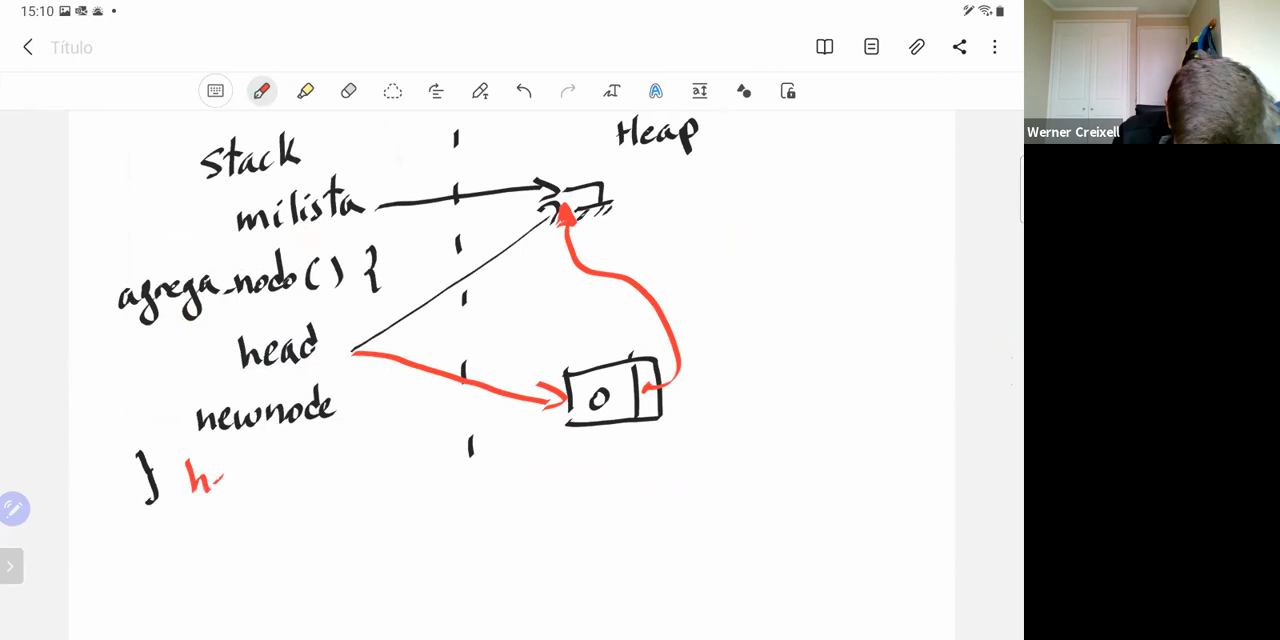 15:10
Título
Stack
Heap
milista
agrega_nodo() {
head
0
newnode
} h
Werner Creixell